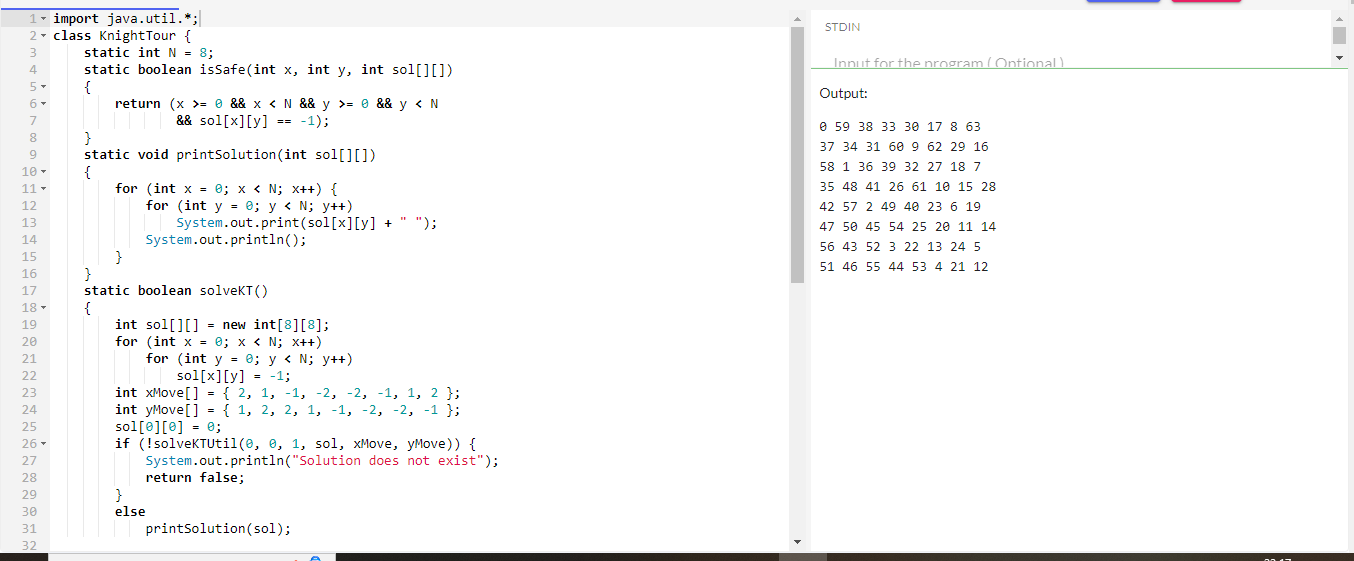 1 import java.util.*;
2 class KnightTour {
3 static int N = 8;
4 static boolean isSafe(int x, int y, int sol[][])
5 {
6 return (x >= 0 && x < N && y >= 0 && y < N
7 && sol[x][y] == -1);
8 }
9 static void printSolution(int sol[][])
10 {
11 for (int x = 0; x < N; x++) {
12 for (int y = 0; y < N; y++)
13 System.out.print(sol[x][y] + " ");
14 System.out.println();
15 }
16 }
17 static boolean solveKT()
18 {
19 int sol[][] = new int[8][8];
20 for (int x = 0; x < N; x++)
21 for (int y = 0; y < N; y++)
22 sol[x][y] = -1;
23 int xMove[] = { 2, 1, -1, -2, -2, -1, 1, 2 };
24 int yMove[] = { 1, 2, 2, 1, -1, -2, -2, -1 };
25 sol[0][0] = 0;
26 if (!solveKTUtil(0, 0, 1, sol, xMove, yMove)) {
27 System.out.println("Solution does not exist");
28 return false;
29 }
30 else
31 printSolution(sol);
32
STDIN
Input for the program ( Optional )
Output:
0 59 38 33 30 17 8 63
37 34 31 60 9 62 29 16
58 1 36 39 32 27 18 7
35 48 41 26 61 10 15 28
42 57 2 49 40 23 6 19
47 50 45 54 25 20 11 14
56 43 52 3 22 13 24 5
51 46 55 44 53 4 21 12